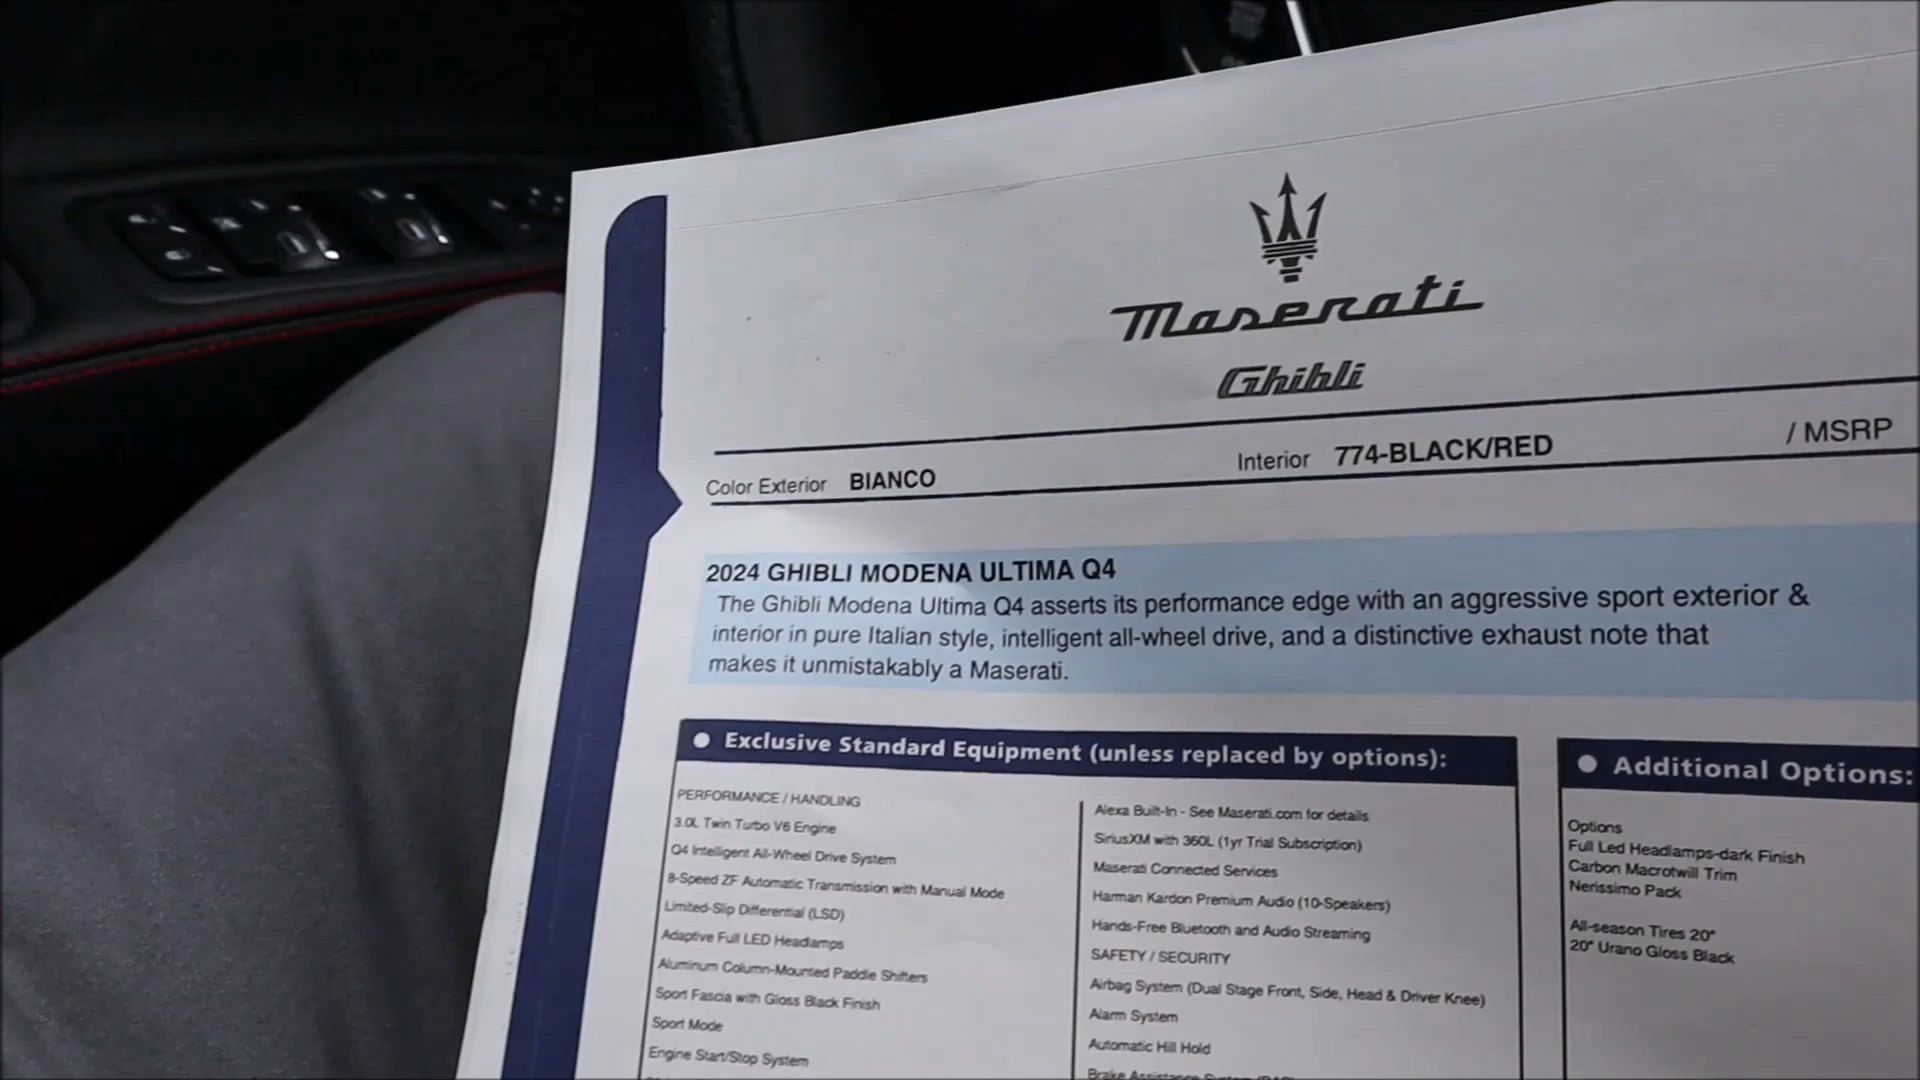 Maserati
Ghibli
Color Exterior BIANCO Interior 774-BLACK/RED / MSRP
2024 GHIBLI MODENA ULTIMA Q4
The Ghibli Modena Ultima Q4 asserts its performance edge with an aggressive sport exterior &
interior in pure Italian style, intelligent all-wheel drive, and a distinctive exhaust note that
makes it unmistakably a Maserati.
Exclusive Standard Equipment (unless replaced by options):
PERFORMANCE / HANDLING
3.0L Twin Turbo V6 Engine
Q4 Intelligent All-Wheel Drive System
8-Speed ZF Automatic Transmission with Manual Mode
Limited-Slip Differential (LSD)
Adaptive Full LED Headlamps
Aluminum Column-Mounted Paddle Shifters
Sport Fascia with Gloss Black Finish
Sport Mode
Engine Start/Stop System
Alexa Built-In - See Maserati.com for details
SiriusXM with 360L (1yr Trial Subscription)
Maserati Connected Services
Harman Kardon Premium Audio (10-Speakers)
Hands-Free Bluetooth and Audio Streaming
SAFETY / SECURITY
Airbag System (Dual Stage Front, Side, Head & Driver Knee)
Alarm System
Automatic Hill Hold
Brake Assistance System
Additional Options:
Options
Full Led Headlamps-dark Finish
Carbon Macrotwill Trim
Nerissimo Pack
All-season Tires 20"
20" Urano Gloss Black